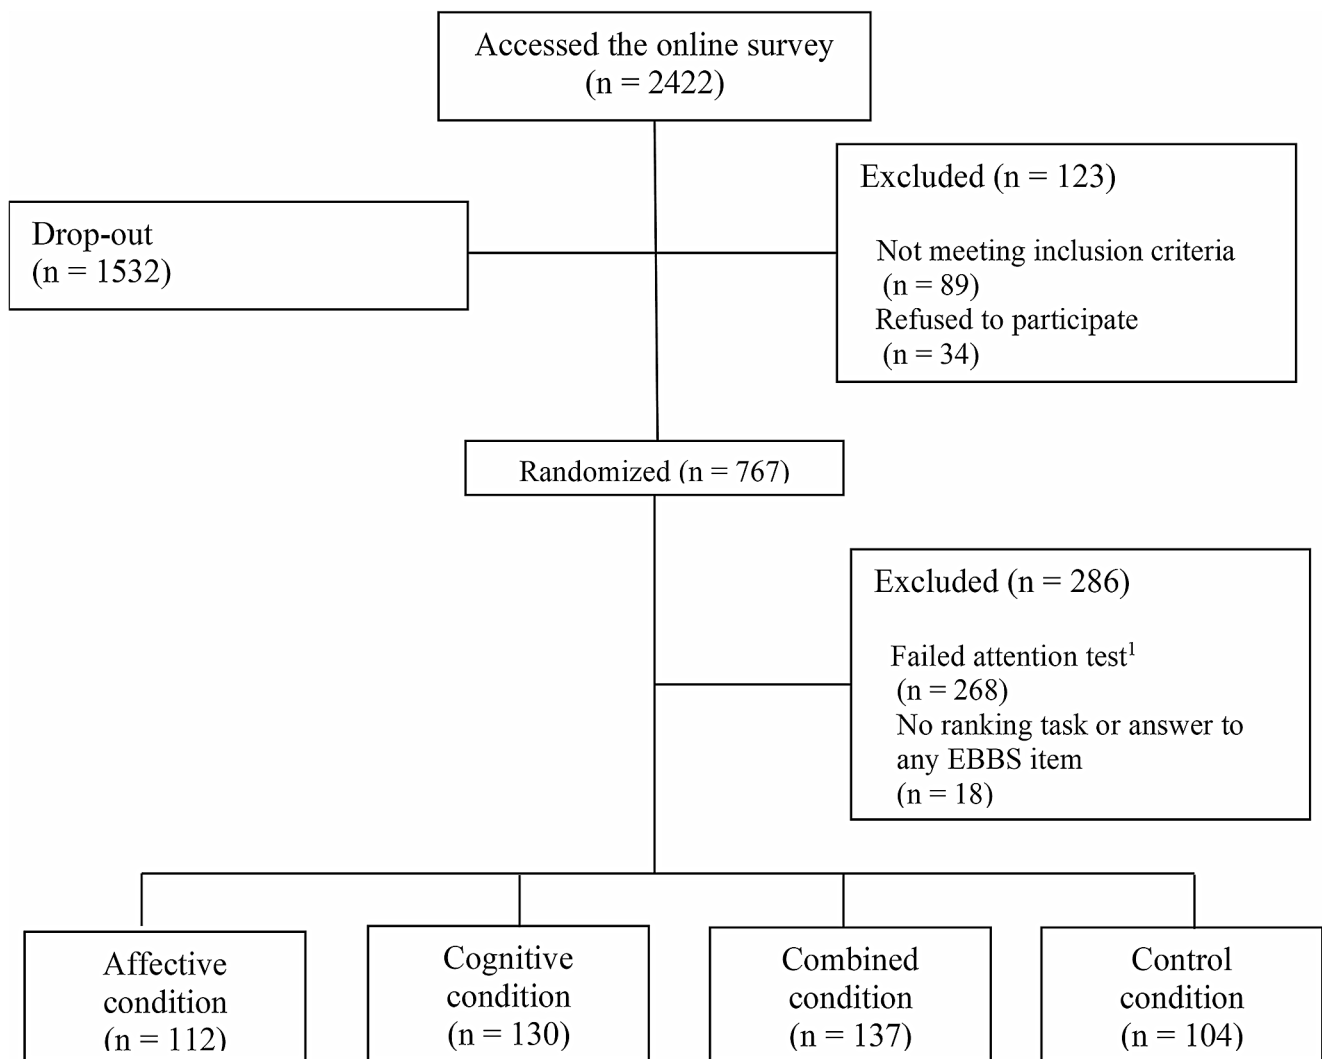 Accessed the online survey
(n = 2422)
Excluded (n = 123)
Not meeting inclusion criteria
(n = 89)
Refused to participate
(n = 34)
Drop-out
(n = 1532)
Randomized (n = 767)
Excluded (n = 286)
Failed attention test¹
(n = 268)
No ranking task or answer to
any EBBS item
(n = 18)
Affective
condition
(n = 112)
Cognitive
condition
(n = 130)
Combined
condition
(n = 137)
Control
condition
(n = 104)